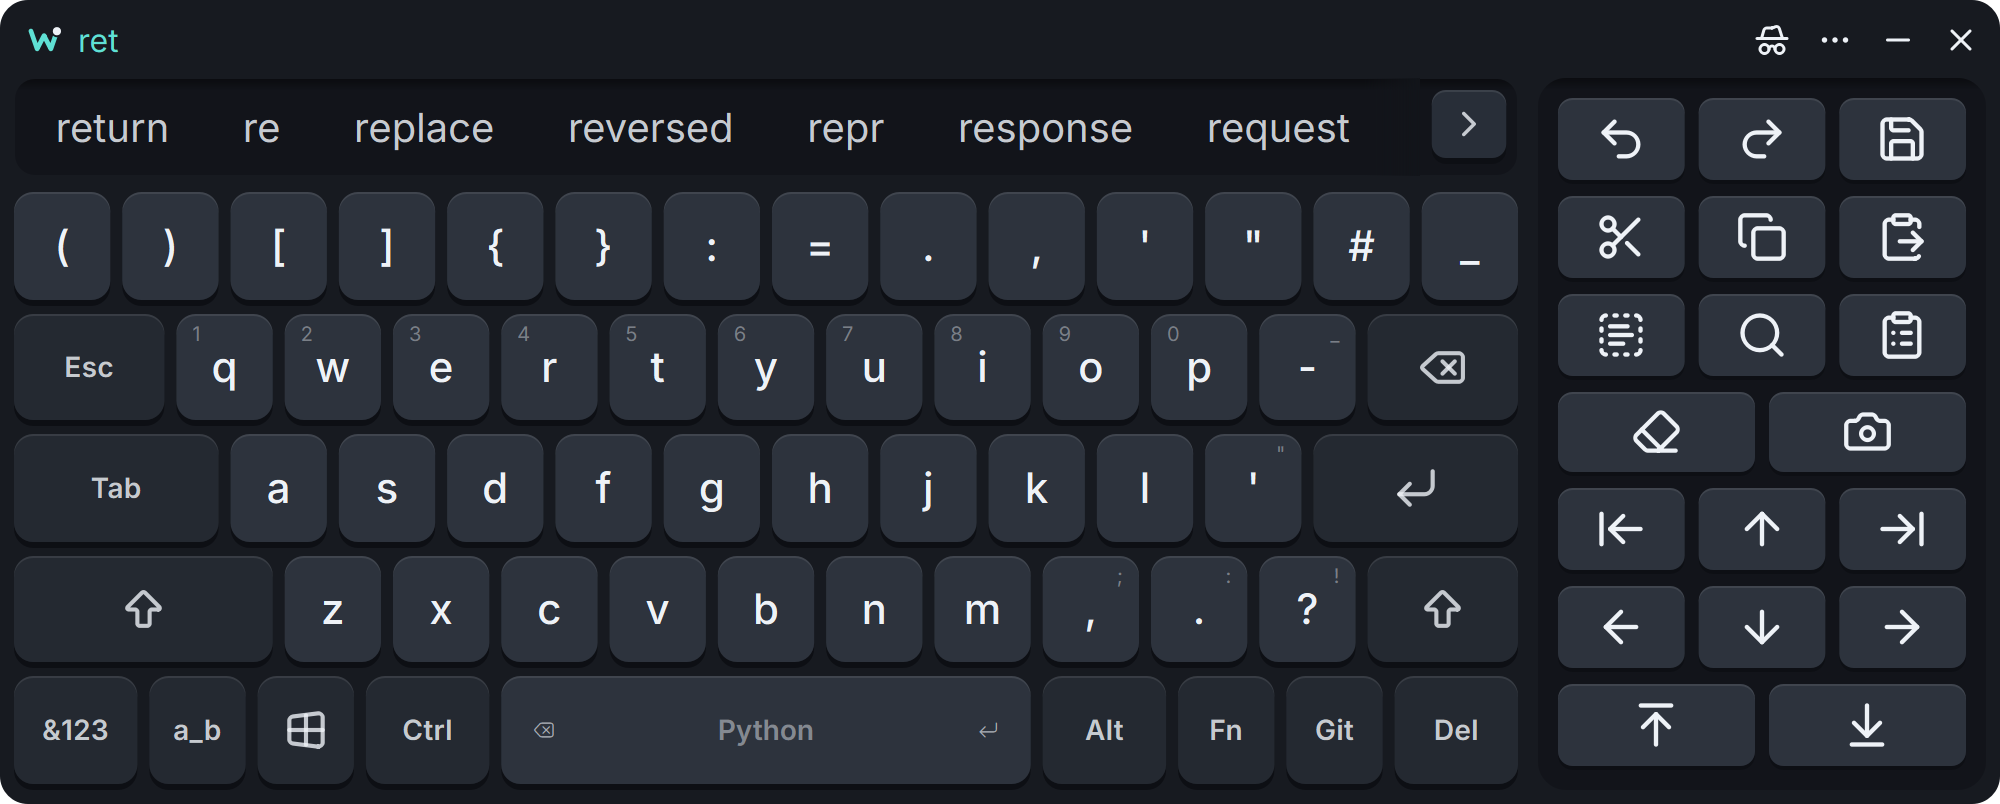 ret
return re replace reversed repr response request
( ) [ ] { } : = . , ' " # _
Esc 1 q 2 w 3 e 4 r 5 t 6 y 7 u 8 i 9 o 0 p - _
Tab a s d f g h j k l ' "
z x c v b n m , ; . : ? !
&123 a_b Ctrl Python Alt Fn Git Del